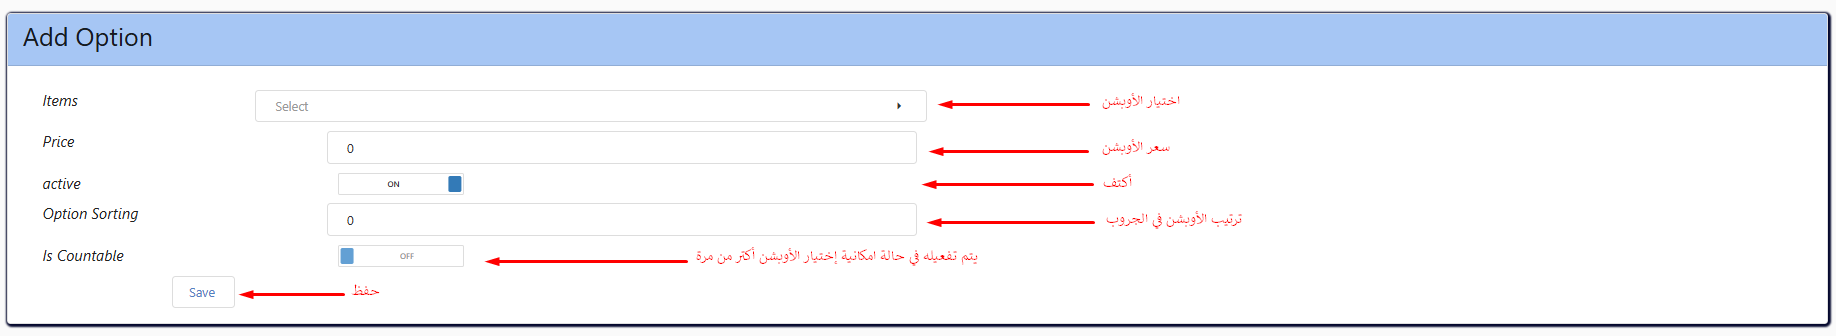 Add Option
Items
Select
اختيار الأوبشن
Price
0
سعر الأوبشن
active
ON
أكتف
Option Sorting
0
ترتيب الأوبشن في الجروب
Is Countable
OFF
يتم تفعيله في حالة امكانية إختيار الأوبشن أكثر من مرة
Save
حفظ